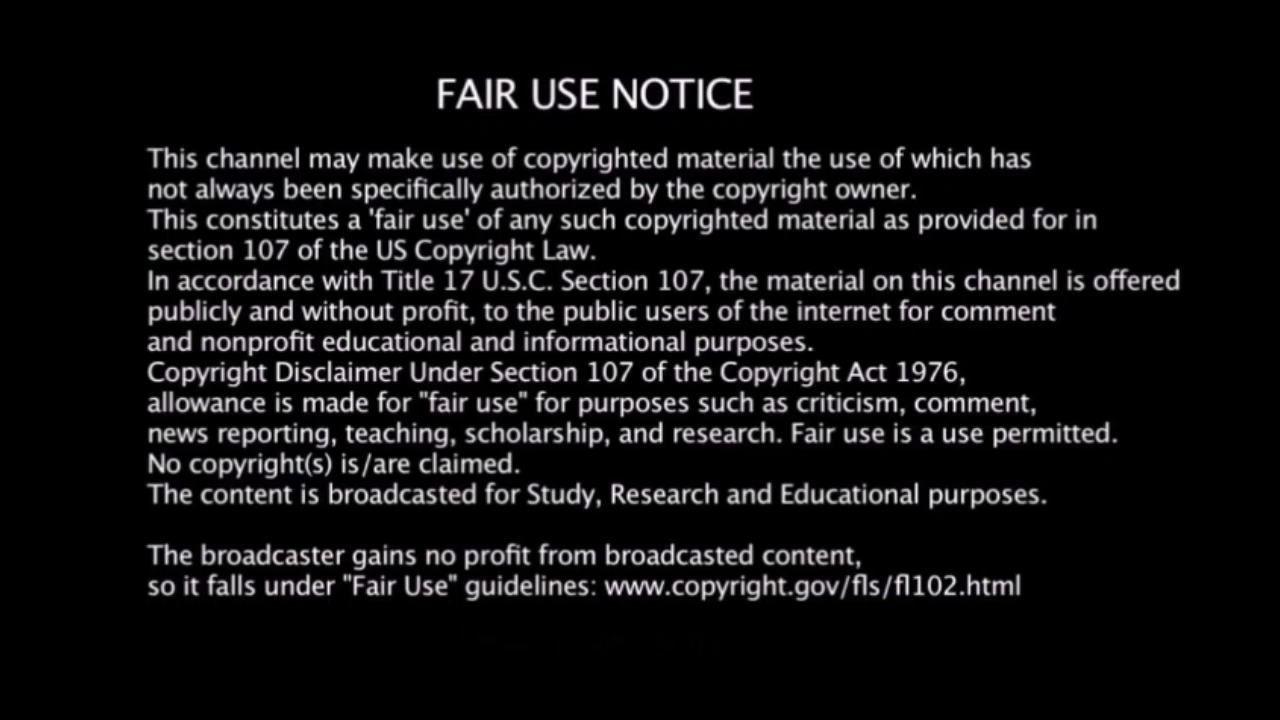 FAIR USE NOTICE
This channel may make use of copyrighted material the use of which has
not always been specifically authorized by the copyright owner.
This constitutes a 'fair use' of any such copyrighted material as provided for in
section 107 of the US Copyright Law.
In accordance with Title 17 U.S.C. Section 107, the material on this channel is offered
publicly and without profit, to the public users of the internet for comment
and nonprofit educational and informational purposes.
Copyright Disclaimer Under Section 107 of the Copyright Act 1976,
allowance is made for "fair use" for purposes such as criticism, comment,
news reporting, teaching, scholarship, and research. Fair use is a use permitted.
No copyright(s) is/are claimed.
The content is broadcasted for Study, Research and Educational purposes.
The broadcaster gains no profit from broadcasted content,
so it falls under "Fair Use" guidelines: www.copyright.gov/fls/fl102.html